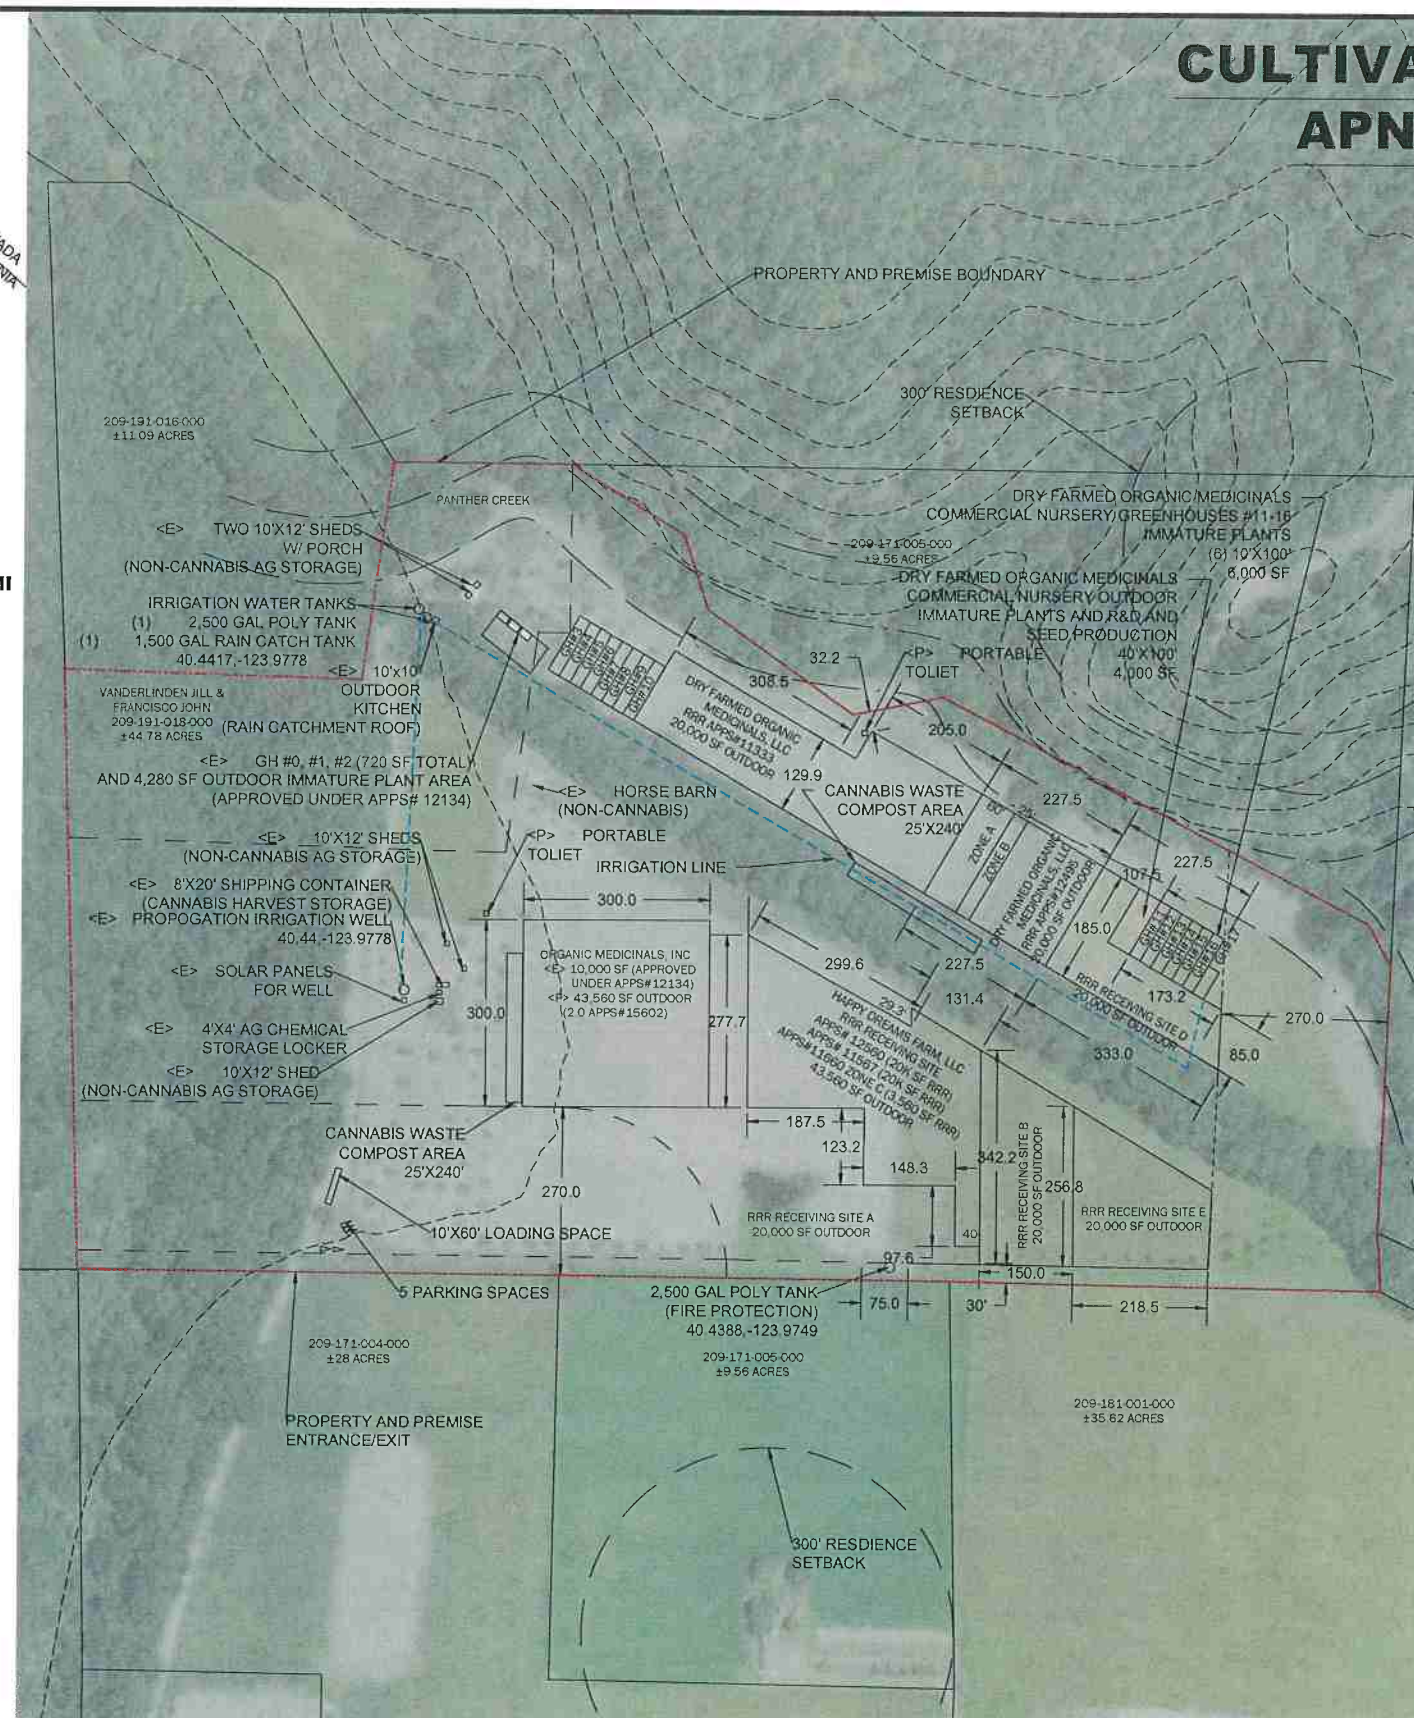 CULTIVA
APN
PROPERTY AND PREMISE BOUNDARY
300' RESDIENCE
SETBACK
209-191-016-000
±11.09 ACRES
PANTHER CREEK
<E> TWO 10'X12' SHEDS
W/ PORCH
(NON-CANNABIS AG STORAGE)
IRRIGATION WATER TANKS
(1) 2,500 GAL POLY TANK
(1) 1,500 GAL RAIN CATCH TANK
40.4417,-123.9778
<E> 10'x10'
OUTDOOR
KITCHEN
(RAIN CATCHMENT ROOF)
VANDERLINDEN JILL &
FRANCISCO JOHN
209-191-018-000
±44.78 ACRES
<E> GH #0, #1, #2 (720 SF TOTAL)
AND 4,280 SF OUTDOOR IMMATURE PLANT AREA
(APPROVED UNDER APPS# 12134)
<E> 10'X12' SHEDS
(NON-CANNABIS AG STORAGE)
<E> 8'X20' SHIPPING CONTAINER
(CANNABIS HARVEST STORAGE)
<E> PROPOGATION IRRIGATION WELL
40.44,-123.9778
<E> SOLAR PANELS
FOR WELL
<E> 4'X4' AG CHEMICAL
STORAGE LOCKER
<E> 10'X12' SHED
(NON-CANNABIS AG STORAGE)
DRY FARMED ORGANIC MEDICINALS
COMMERCIAL NURSERY GREENHOUSES #11-16
IMMATURE PLANTS
(6) 10'X100'
6,000 SF
209-171-005-000
±9.56 ACRES
DRY FARMED ORGANIC MEDICINALS
COMMERCIAL NURSERY OUTDOOR
IMMATURE PLANTS AND R&D AND
SEED PRODUCTION
40'X100'
4,000 SF
<P> PORTABLE
TOLIET
32.2
308.5
205.0
129.9
227.5
227.5
107.5
60'
25'
GH#3
GH#8
GH#9
GH#10
DRY FARMED ORGANIC
MEDICINALS, LLC
RRR APPS#11333
20,000 SF OUTDOOR
<E> HORSE BARN
(NON-CANNABIS)
<P> PORTABLE
TOLIET
IRRIGATION LINE
CANNABIS WASTE
COMPOST AREA
25'X240'
ZONE A
ZONE B
DRY FARMED ORGANIC
MEDICINALS, LLC
RRR APPS#12495
20,000 SF OUTDOOR
185.0
GH#11
GH#17
RRR RECEIVING SITE D
20,000 SF OUTDOOR
173.2
270.0
85.0
333.0
300.0
300.0
277.7
ORGANIC MEDICINALS, INC
<E> 10,000 SF (APPROVED
UNDER APPS#12134)
<P> 43,560 SF OUTDOOR
(2.0 APPS#15602)
299.6
227.5
131.4
29.3'
HAPPY DREAMS FARM, LLC
RRR RECEIVING SITE
APPS# 12560 (20K SF RRR)
APPS# 11567 (20K SF RRR)
APPS#11660 ZONE C (3,560 SF RRR)
43,560 SF OUTDOOR
187.5
123.2
148.3
342.2
256.8
CANNABIS WASTE
COMPOST AREA
25'X240'
270.0
10'X60' LOADING SPACE
5 PARKING SPACES
RRR RECEIVING SITE A
20,000 SF OUTDOOR
40
97.6
RRR RECEIVING SITE B
20,000 SF OUTDOOR
RRR RECEIVING SITE E
20,000 SF OUTDOOR
2,500 GAL POLY TANK
(FIRE PROTECTION)
40.4388,-123.9749
75.0
30'
150.0
218.5
209-171-004-000
±28 ACRES
209-171-005-000
±9.56 ACRES
209-181-001-000
±35.62 ACRES
PROPERTY AND PREMISE
ENTRANCE/EXIT
300' RESDIENCE
SETBACK